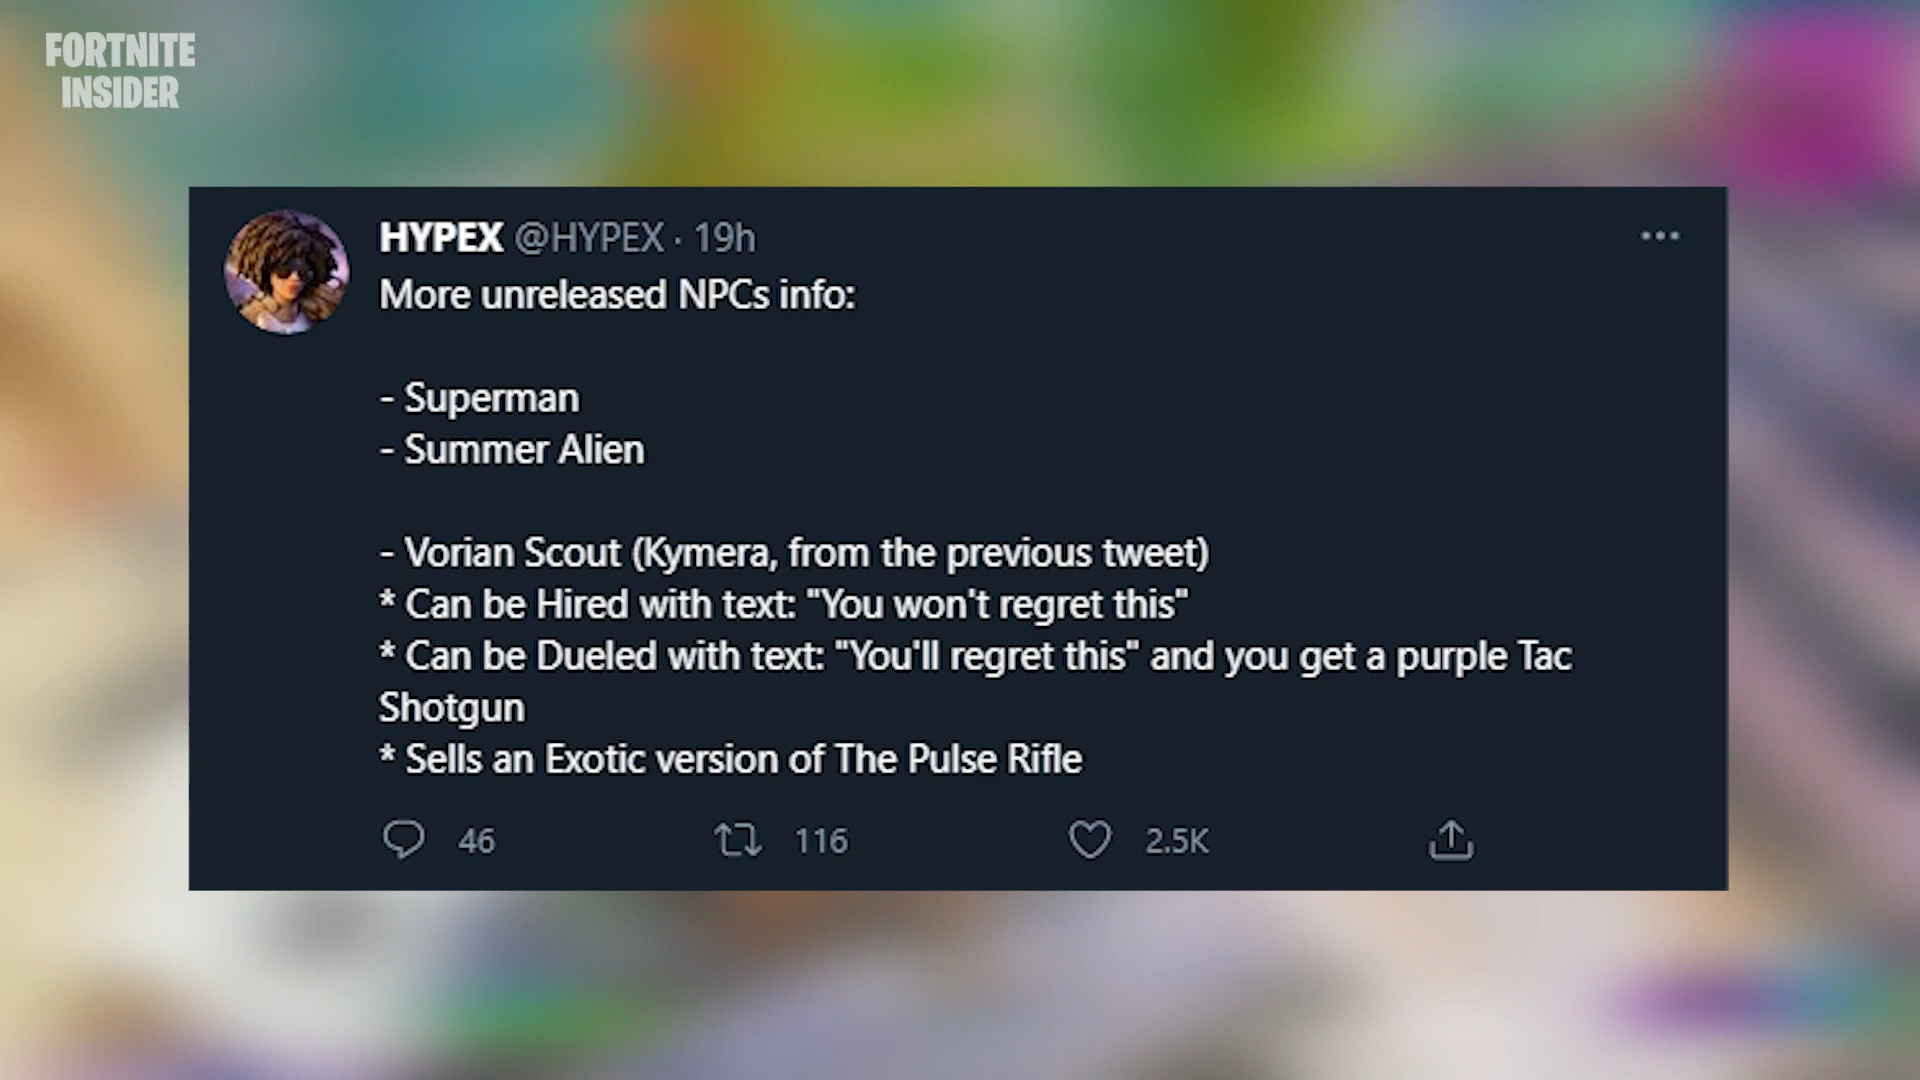 FORTNITE
INSIDER
HYPEX @HYPEX · 19h
More unreleased NPCs info:
- Superman
- Summer Alien
- Vorian Scout (Kymera, from the previous tweet)
* Can be Hired with text: "You won't regret this"
* Can be Dueled with text: "You'll regret this" and you get a purple Tac
Shotgun
* Sells an Exotic version of The Pulse Rifle
46 116 2.5K